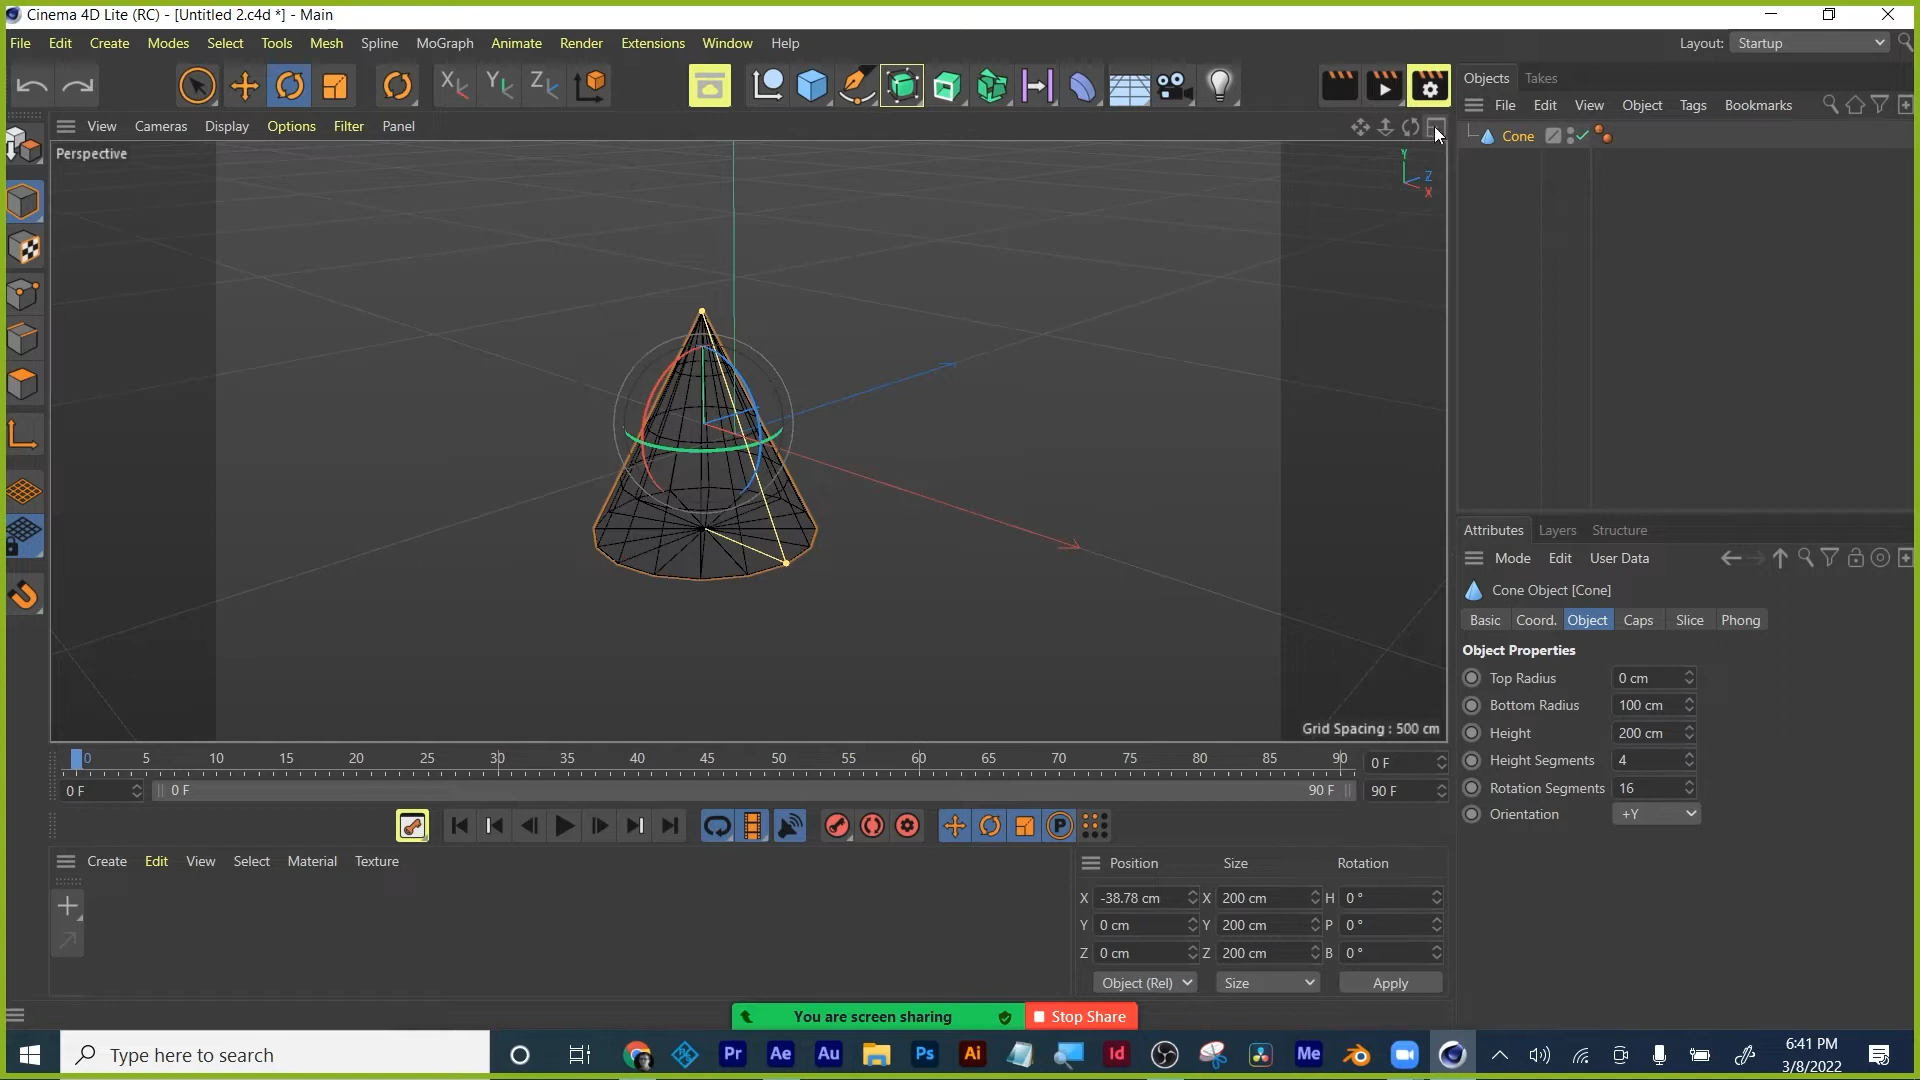 Cinema 4D Lite (RC) - [Untitled 2.c4d *] - Main
File Edit Create Modes Select Tools Mesh Spline MoGraph Animate Render Extensions Window Help Layout: Startup
X Y Z
Objects Takes
File Edit View Object Tags Bookmarks
View Cameras Display Options Filter Panel
Cone
Perspective
Y
Z
X
Grid Spacing : 500 cm
Attributes Layers Structure
Mode Edit User Data
Cone Object [Cone]
Basic Coord. Object Caps Slice Phong
Object Properties
Top Radius 0 cm
Bottom Radius 100 cm
Height 200 cm
Height Segments 4
Rotation Segments 16
Orientation +Y
0 5 10 15 20 25 30 35 40 45 50 55 60 65 70 75 80 85 90 0 F
0 F 0 F 90 F 90 F
P
Create Edit View Select Material Texture
Position Size Rotation
X -38.78 cm X 200 cm H 0 °
Y 0 cm Y 200 cm P 0 °
Z 0 cm Z 200 cm B 0 °
Object (Rel) Size Apply
You are screen sharing Stop Share
Type here to search
Pr Ae Au Ps Ai Id Me
6:41 PM
3/8/2022